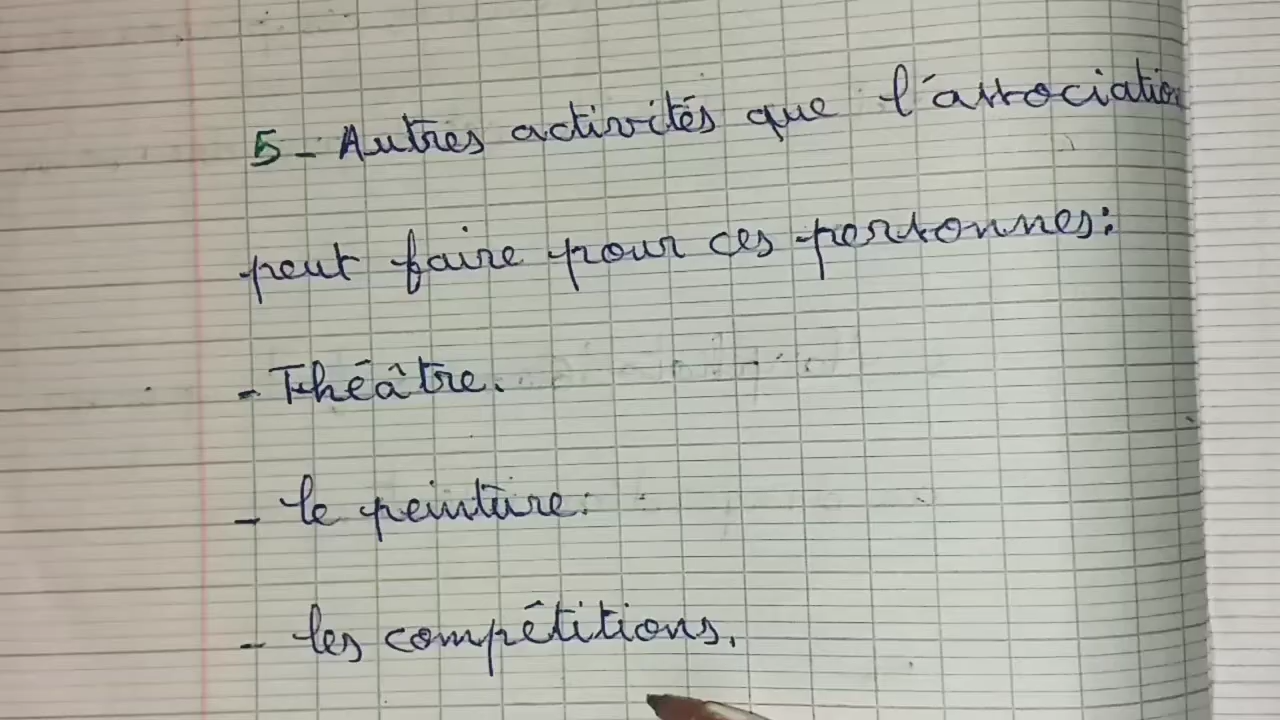 5- Autres activités que l'association
peut faire pour ces personnes:
- Théâtre.
- le peinture.
- les compétitions.